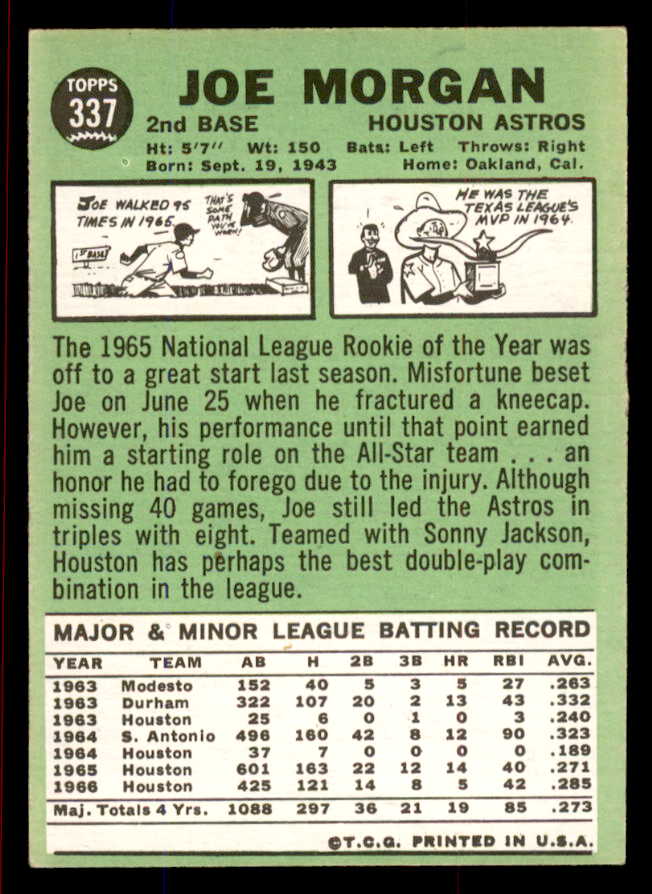 TOPPS
337
JOE MORGAN
2nd BASE HOUSTON ASTROS
Ht: 5'7" Wt: 150 Bats: Left Throws: Right
Born: Sept. 19, 1943 Home: Oakland, Cal.
JOE WALKED 95
TIMES IN 1965.
THAT'S
SOME
PATH
YOU'VE
WORN!
1ST BASE
HE WAS THE
TEXAS LEAGUE'S
MVP IN 1964.
The 1965 National League Rookie of the Year was
off to a great start last season. Misfortune beset
Joe on June 25 when he fractured a kneecap.
However, his performance until that point earned
him a starting role on the All-Star team . . . an
honor he had to forego due to the injury. Although
missing 40 games, Joe still led the Astros in
triples with eight. Teamed with Sonny Jackson,
Houston has perhaps the best double-play com-
bination in the league.
MAJOR & MINOR LEAGUE BATTING RECORD
YEAR TEAM AB H 2B 3B HR RBI AVG.
1963 Modesto 152 40 5 3 5 27 .263
1963 Durham 322 107 20 2 13 43 .332
1963 Houston 25 6 0 1 0 3 .240
1964 S. Antonio 496 160 42 8 12 90 .323
1964 Houston 37 7 0 0 0 0 .189
1965 Houston 601 163 22 12 14 40 .271
1966 Houston 425 121 14 8 5 42 .285
Maj. Totals 4 Yrs. 1088 297 36 21 19 85 .273
©T.C.G. PRINTED IN U.S.A.